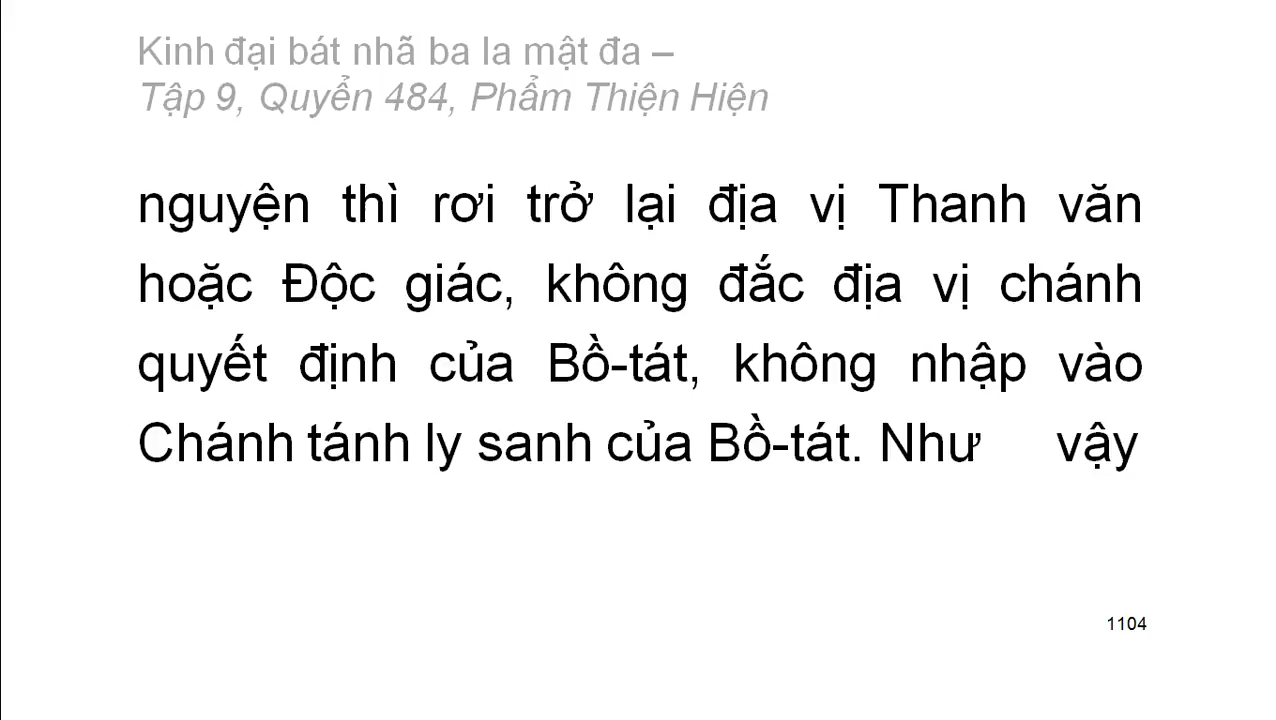 Kinh đại bát nhã ba la mật đa –
Tập 9, Quyển 484, Phẩm Thiện Hiện
nguyện thì rơi trở lại địa vị Thanh văn
hoặc Độc giác, không đắc địa vị chánh
quyết định của Bồ-tát, không nhập vào
Chánh tánh ly sanh của Bồ-tát. Như vậy
1104